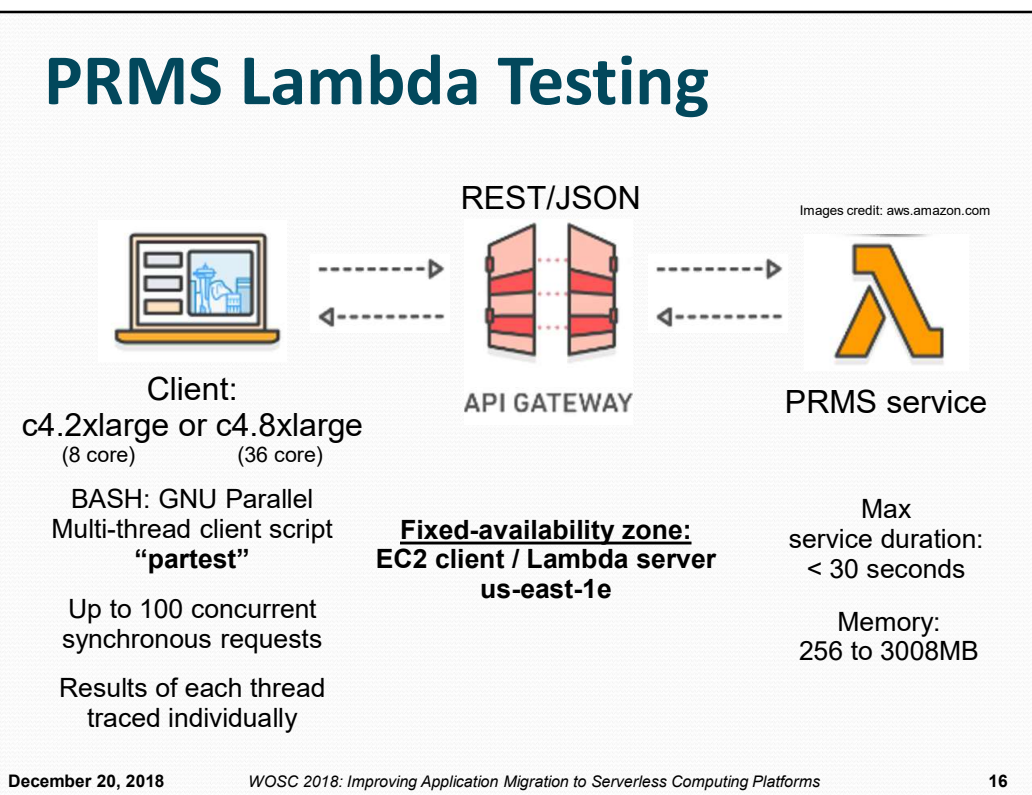 PRMS Lambda Testing
REST/JSON
Images credit: aws.amazon.com
API GATEWAY
Client:
c4.2xlarge or c4.8xlarge
(8 core) (36 core)
BASH: GNU Parallel
Multi-thread client script
“partest”
Up to 100 concurrent
synchronous requests
Results of each thread
traced individually
Fixed-availability zone:
EC2 client / Lambda server
us-east-1e
PRMS service
Max
service duration:
< 30 seconds
Memory:
256 to 3008MB
December 20, 2018 WOSC 2018: Improving Application Migration to Serverless Computing Platforms 16